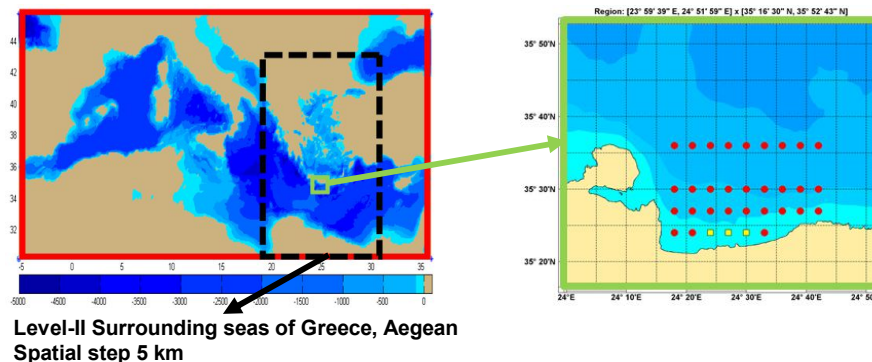 Region: [23° 59' 39" E, 24° 51' 59" E] x [35° 16' 30" N, 35° 52' 43" N]
44
42
40
38
36
34
32
-5
0
5
10
15
20
25
30
35
-5000
-4500
-4000
-3500
-3000
-2500
-2000
-1500
-1000
-500
0
35° 50'N
35° 40'N
35° 30'N
35° 20'N
24°E
24° 10'E
24° 20'E
24° 30'E
24° 40'E
24° 50
Level-II Surrounding seas of Greece, Aegean
Spatial step 5 km